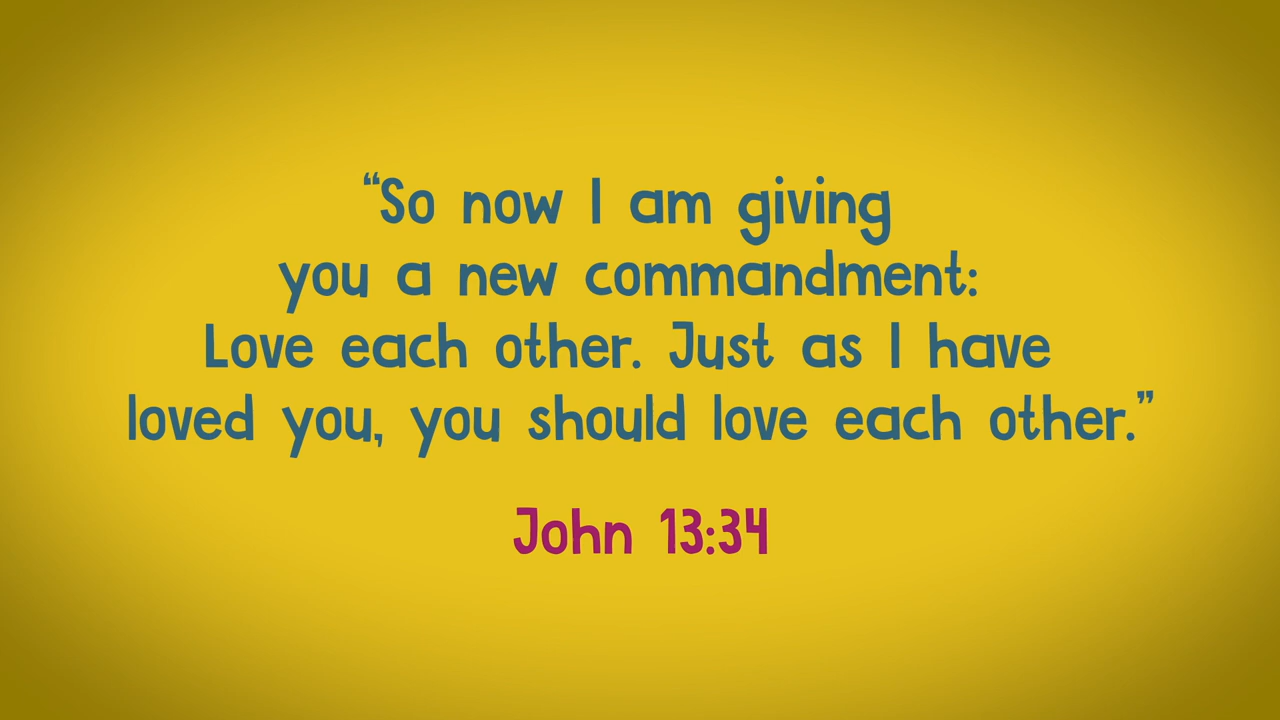 “So now I am giving
you a new commandment:
Love each other. Just as I have
loved you, you should love each other.”
John 13:34